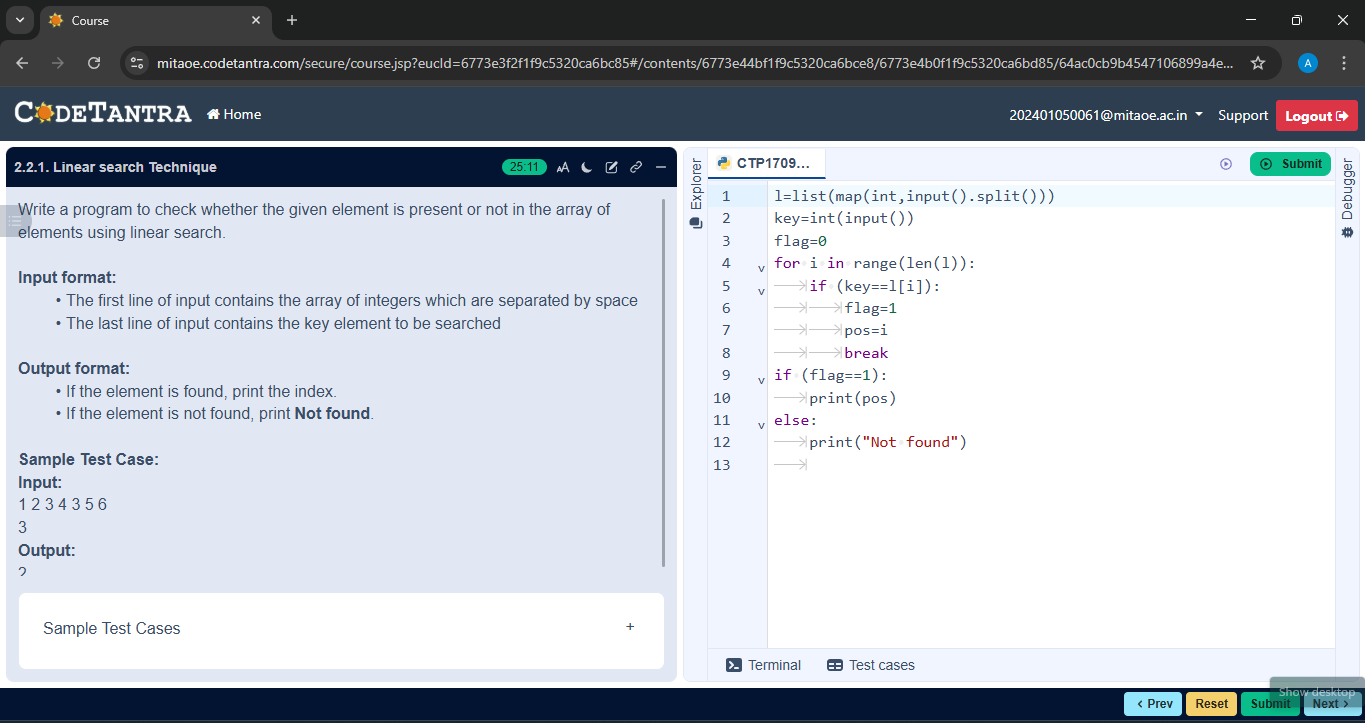 Course
mitaoe.codetantra.com/secure/course.jsp?eucId=6773e3f2f1f9c5320ca6bc85#/contents/6773e44bf1f9c5320ca6bce8/6773e4b0f1f9c5320ca6bd85/64ac0cb9b4547106899a4e...
A
CODETANTRA
Home
202401050061@mitaoe.ac.in
Support
Logout
2.2.1. Linear search Technique
25:11
AA
Write a program to check whether the given element is present or not in the array of
elements using linear search.
Input format:
• The first line of input contains the array of integers which are separated by space
• The last line of input contains the key element to be searched
Output format:
• If the element is found, print the index.
• If the element is not found, print Not found.
Sample Test Case:
Input:
1 2 3 4 3 5 6
3
Output:
2
Sample Test Cases +
Explorer
CTP1709...
Submit
Debugger
1 l=list(map(int,input().split()))
2 key=int(input())
3 flag=0
4 for i in range(len(l)):
5 if (key==l[i]):
6 flag=1
7 pos=i
8 break
9 if (flag==1):
10 print(pos)
11 else:
12 print("Not found")
13
Terminal
Test cases
< Prev
Reset
Submit
Next >
Show desktop